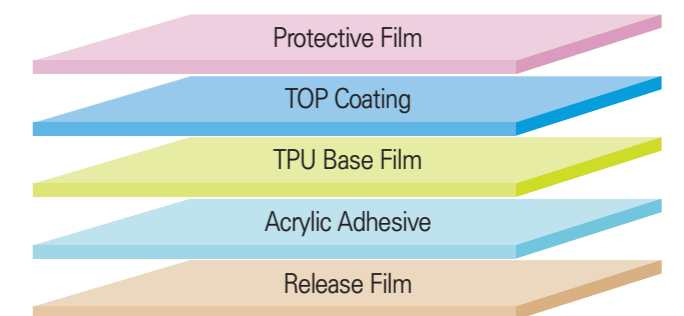 Protective Film
TOP Coating
TPU Base Film
Acrylic Adhesive
Release Film